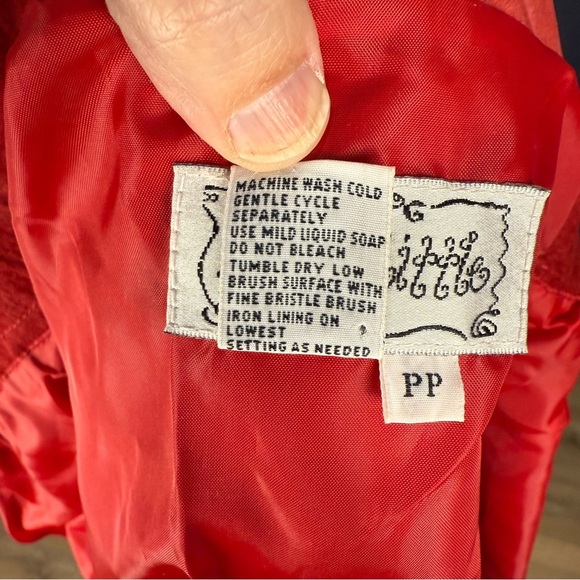 MACHINE WASH COLD
GENTLE CYCLE
SEPARATELY
USE MILD LIQUID SOAP
DO NOT BLEACH
TUMBLE DRY LOW
BRUSH SURFACE WITH
FINE BRISTLE BRUSH
IRON LINING ON
LOWEST
SETTING AS NEEDED
PP